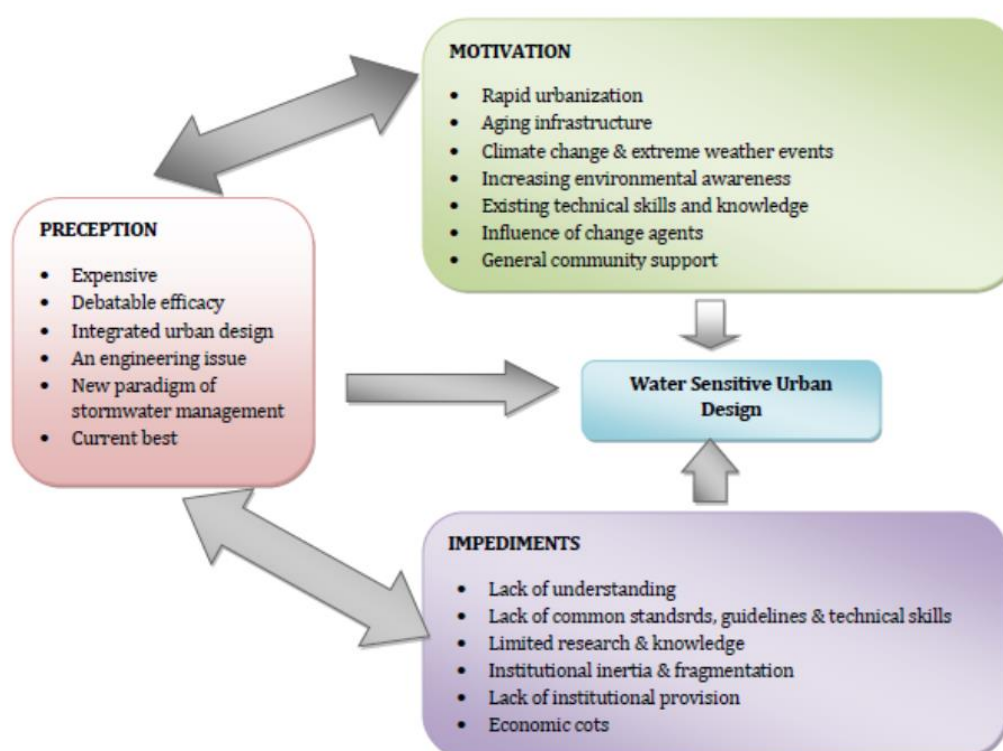 MOTIVATION
• Rapid urbanization
• Aging infrastructure
• Climate change & extreme weather events
• Increasing environmental awareness
• Existing technical skills and knowledge
• Influence of change agents
• General community support
PRECEPTION
• Expensive
• Debatable efficacy
• Integrated urban design
• An engineering issue
• New paradigm of
stormwater management
• Current best
Water Sensitive Urban
Design
IMPEDIMENTS
• Lack of understanding
• Lack of common standsrds, guidelines & technical skills
• Limited research & knowledge
• Institutional inertia & fragmentation
• Lack of institutional provision
• Economic cots